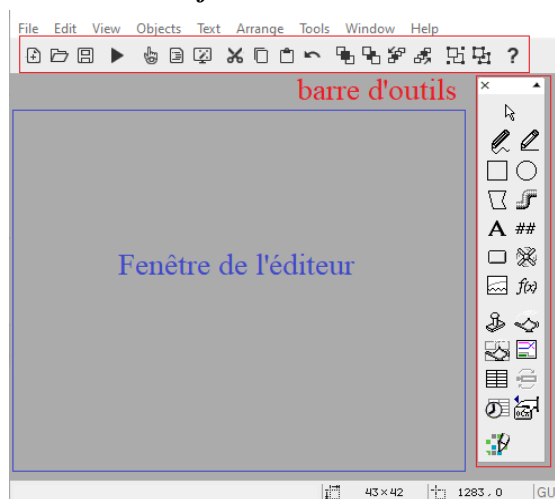 File Edit View Objects Text Arrange Tools Window Help
?
barre d'outils
A ##
f(x)
Fenêtre de l'éditeur
ocx
43×42 1283,0 GU